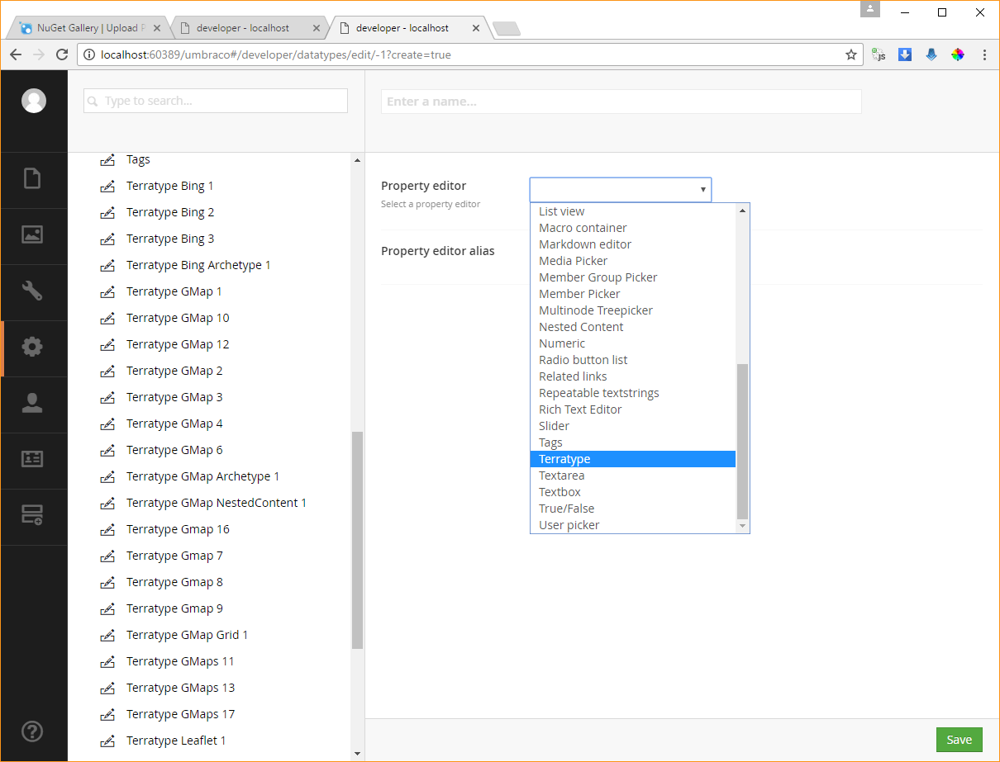 NuGet Gallery | Upload P
developer - localhost
developer - localhost
localhost:60389/umbraco#/developer/datatypes/edit/-1?create=true
js
Type to search...
Enter a name...
Tags
Terratype Bing 1
Terratype Bing 2
Terratype Bing 3
Terratype Bing Archetype 1
Terratype GMap 1
Terratype GMap 10
Terratype GMap 12
Terratype GMap 2
Terratype GMap 3
Terratype GMap 4
Terratype GMap 6
Terratype GMap Archetype 1
Terratype GMap NestedContent 1
Terratype Gmap 16
Terratype Gmap 7
Terratype Gmap 8
Terratype Gmap 9
Terratype GMap Grid 1
Terratype GMaps 11
Terratype GMaps 13
Terratype GMaps 17
Terratype Leaflet 1
Property editor
Select a property editor
Property editor alias
List view
Macro container
Markdown editor
Media Picker
Member Group Picker
Member Picker
Multinode Treepicker
Nested Content
Numeric
Radio button list
Related links
Repeatable textstrings
Rich Text Editor
Slider
Tags
Terratype
Textarea
Textbox
True/False
User picker
Save